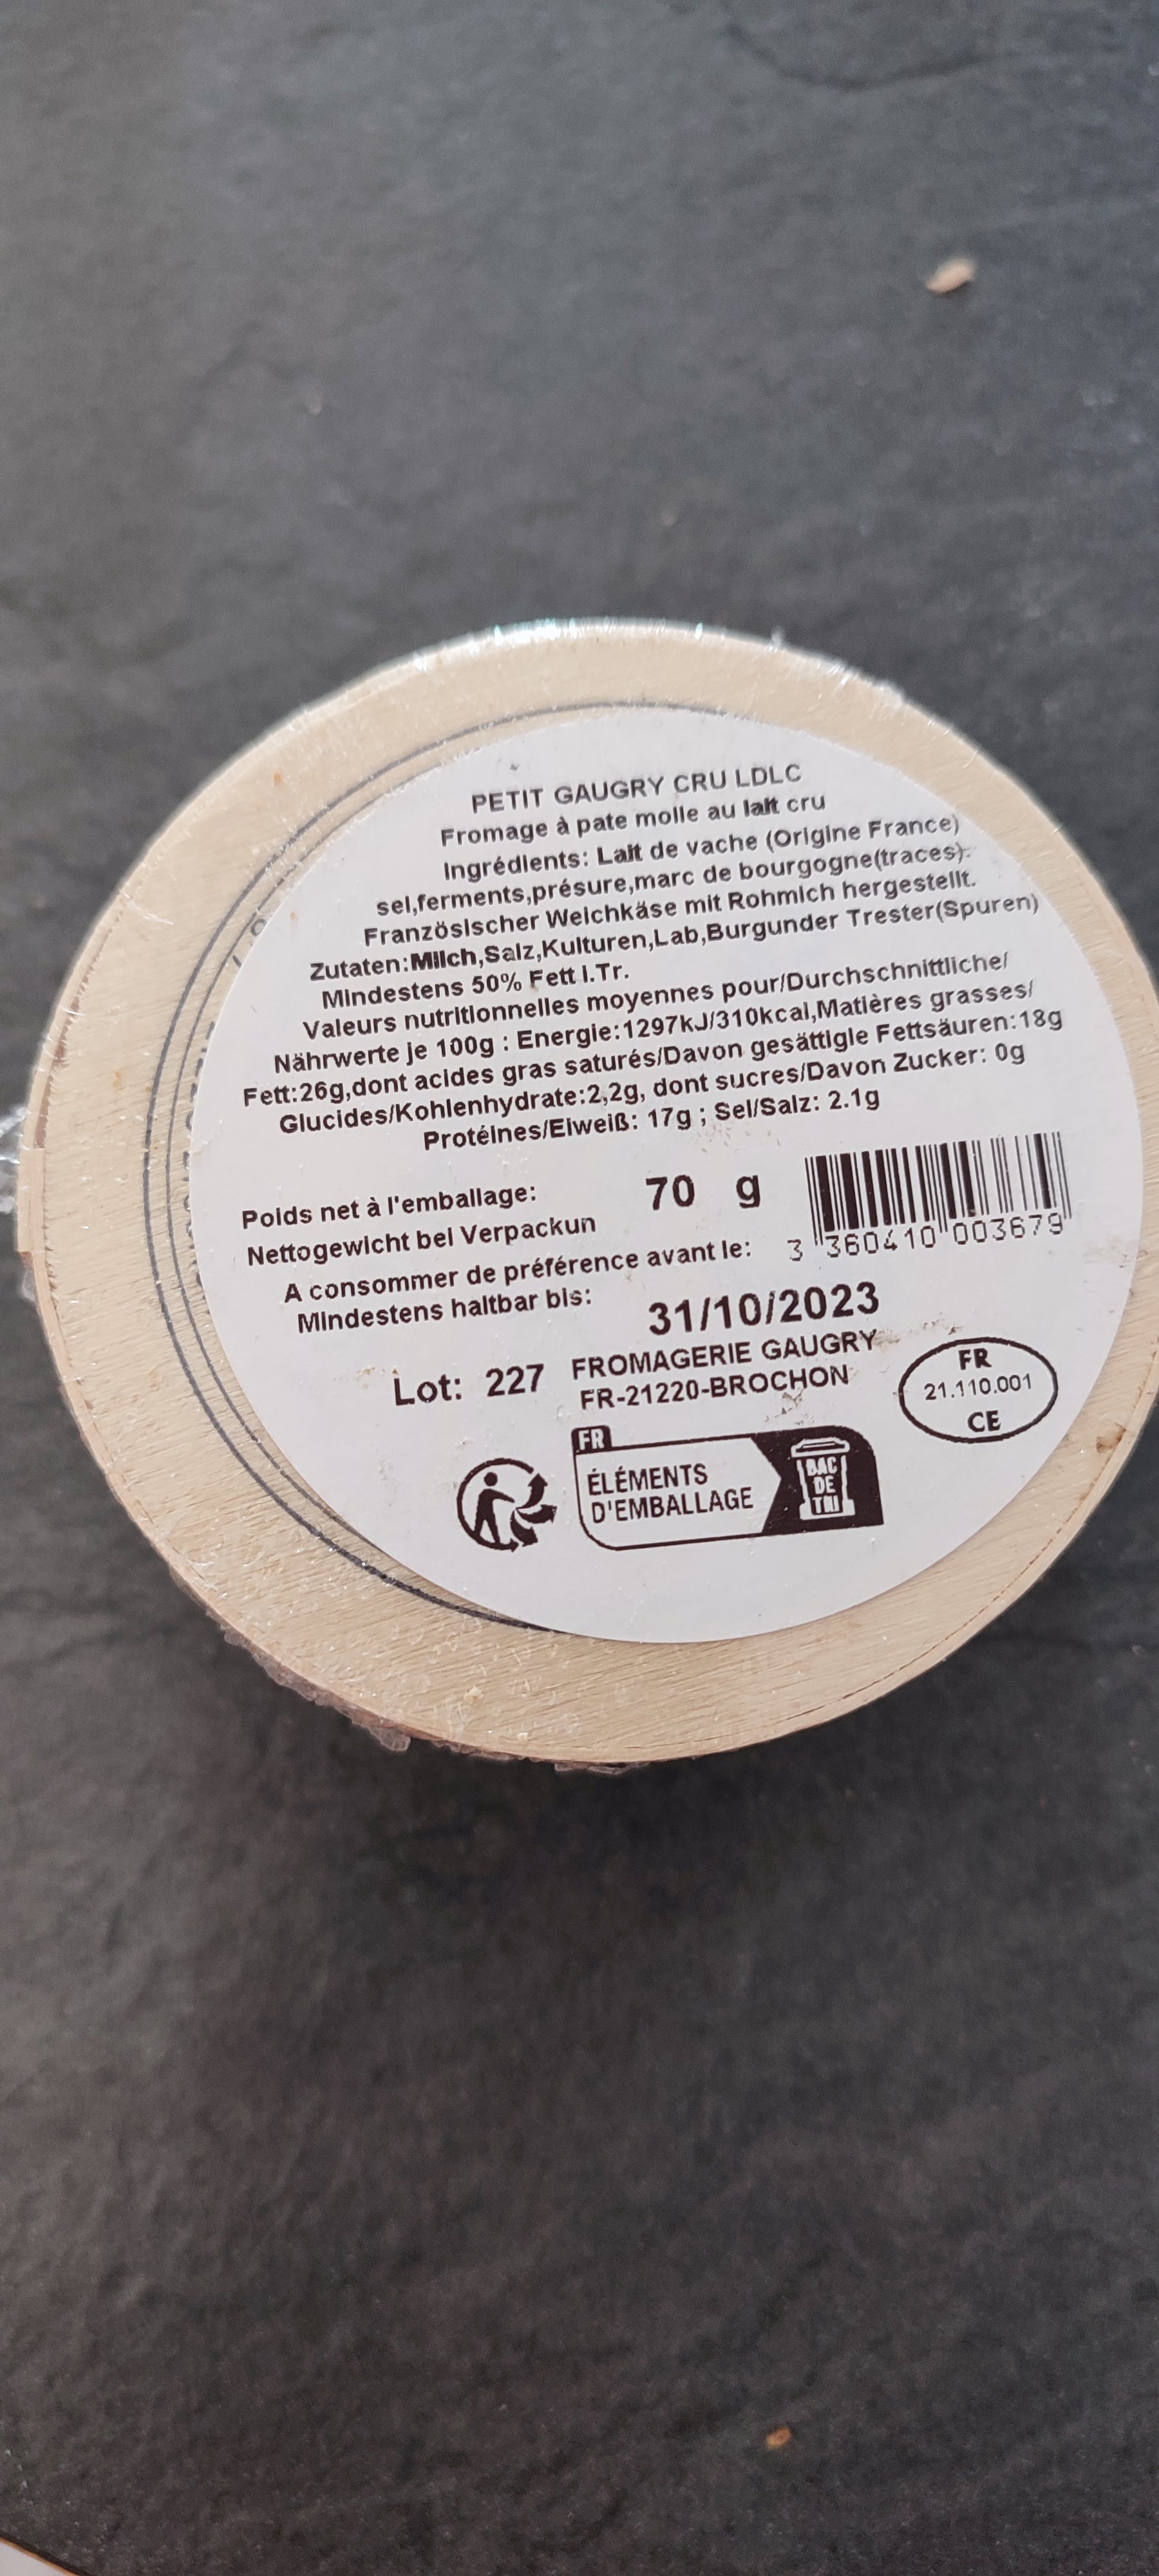 PETIT GAUGRY CRU LDLC
Fromage à pate molle au lait cru
Ingrédients: Lait de vache (Origine France)
sel,ferments,présure,marc de bourgogne(traces).
Französischer Weichkäse mit Rohmich hergestellt.
Zutaten:Milch,Salz,Kulturen,Lab,Burgunder Trester(Spuren)
Mindestens 50% Fett i.Tr.
Valeurs nutritionnelles moyennes pour/Durchschnittliche/
Nährwerte je 100g : Energie:1297kJ/310kcal,Matières grasses/
Fett:26g,dont acides gras saturés/Davon gesättigle Fettsäuren:18g
Glucides/Kohlenhydrate:2,2g, dont sucres/Davon Zucker: 0g
Protéines/Eiweiß: 17g ; Sel/Salz: 2.1g
Poids net à l'emballage:
Nettogewicht bei Verpackun
70 g
3 360410 003679
A consommer de préférence avant le:
Mindestens haltbar bis:
31/10/2023
Lot: 227
FROMAGERIE GAUGRY
FR-21220-BROCHON
FR
21.110.001
CE
FR
ÉLÉMENTS
D'EMBALLAGE
BAC
DE
TRI